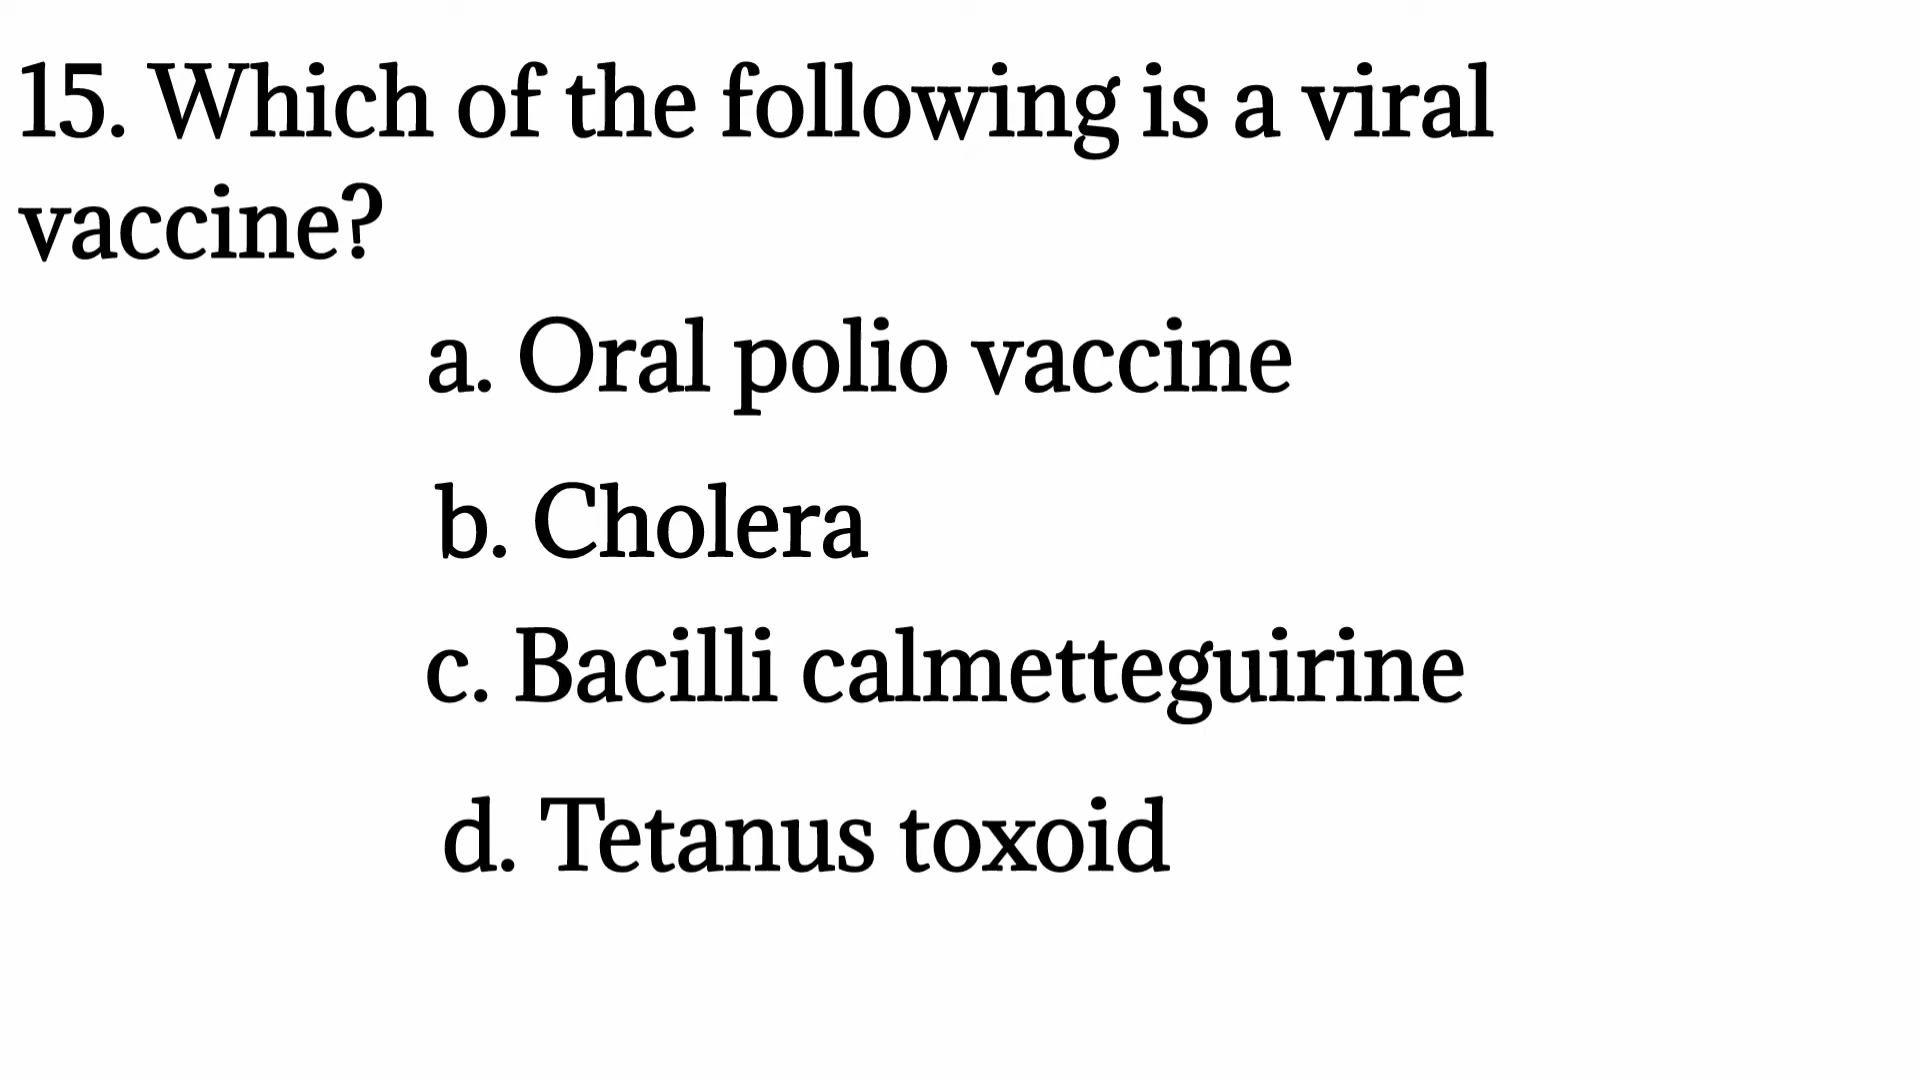 15. Which of the following is a viral
vaccine?
a. Oral polio vaccine
b. Cholera
c. Bacilli calmetteguirine
d. Tetanus toxoid